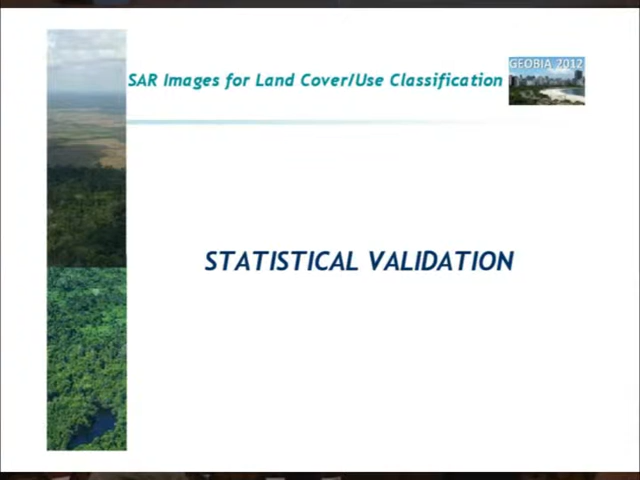 SAR Images for Land Cover/Use Classification
GEOBIA 2012
STATISTICAL VALIDATION